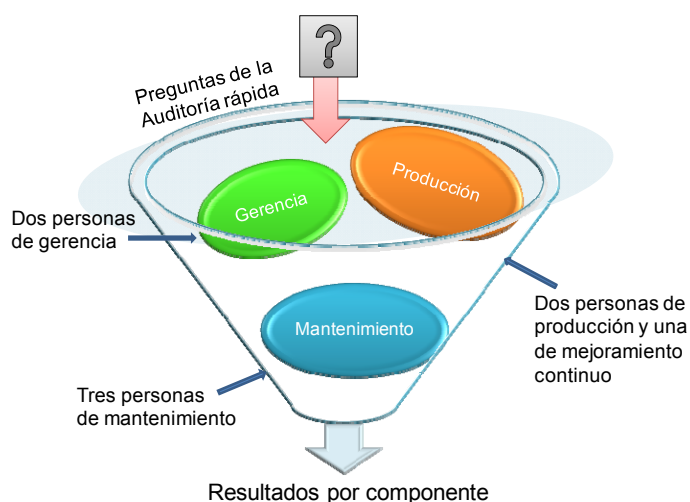 ?
Preguntas de la
Auditoría rápida
Producción
Gerencia
Dos personas
de gerencia
Mantenimiento
Dos personas de
producción y una
de mejoramiento
continuo
Tres personas
de mantenimiento
Resultados por componente